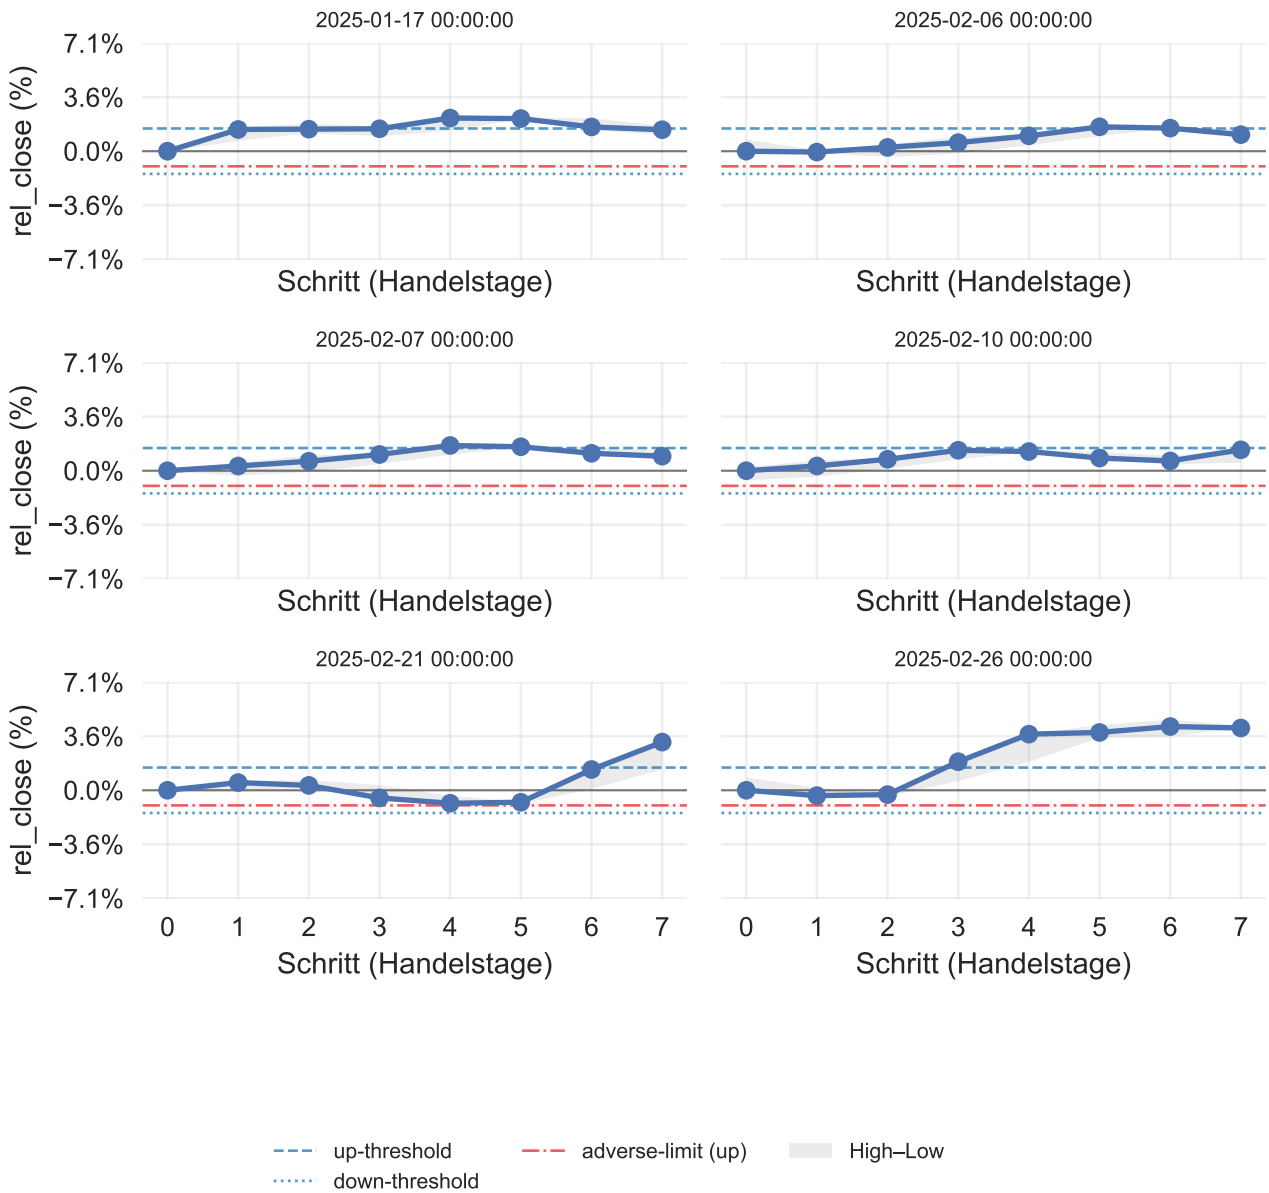 2025-01-17 00:00:00
2025-02-06 00:00:00
7.1%
3.6%
0.0%
−3.6%
−7.1%
rel_close (%)
Schritt (Handelstage)
Schritt (Handelstage)
2025-02-07 00:00:00
2025-02-10 00:00:00
7.1%
3.6%
0.0%
−3.6%
−7.1%
rel_close (%)
Schritt (Handelstage)
Schritt (Handelstage)
2025-02-21 00:00:00
2025-02-26 00:00:00
7.1%
3.6%
0.0%
−3.6%
−7.1%
rel_close (%)
0 1 2 3 4 5 6 7
0 1 2 3 4 5 6 7
Schritt (Handelstage)
Schritt (Handelstage)
up-threshold
down-threshold
adverse-limit (up)
High–Low